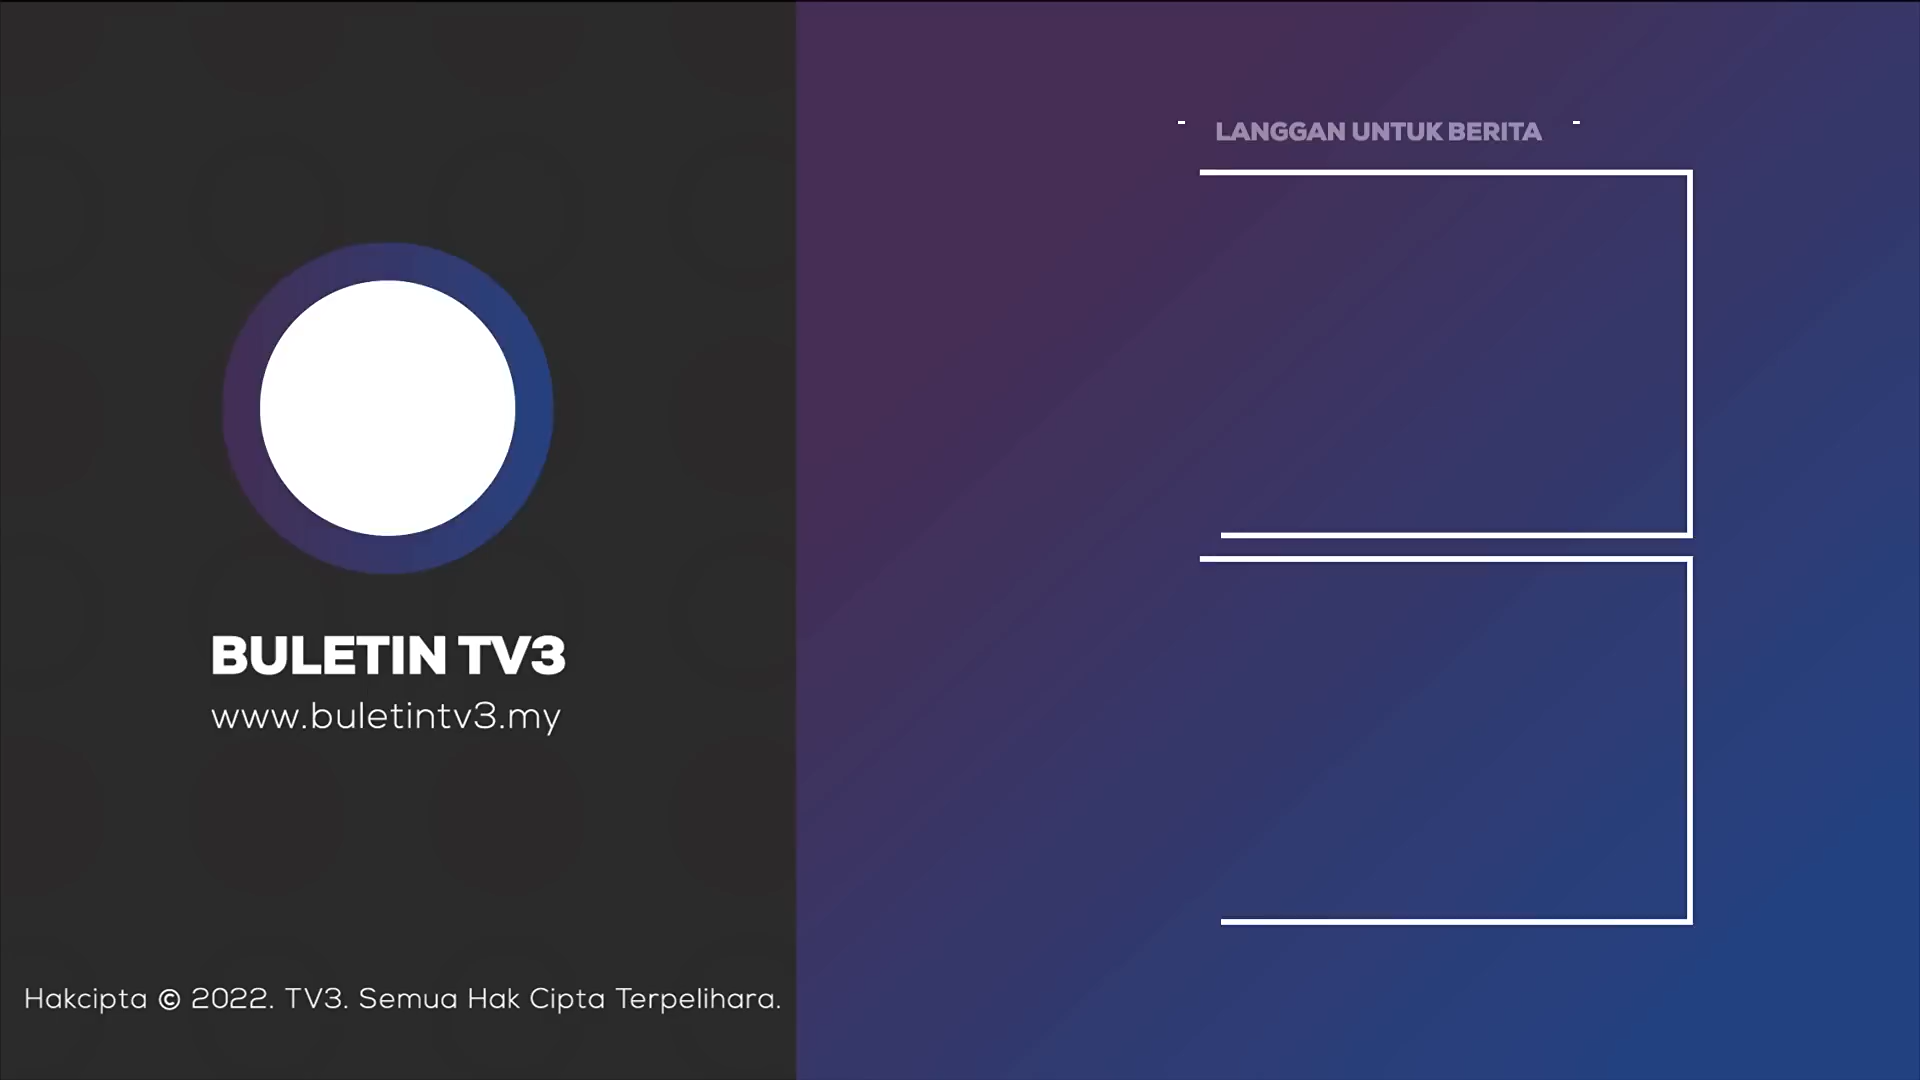 LANGGAN UNTUK BERITA
BULETIN TV3
www.buletintv3.my
Hakcipta © 2022. TV3. Semua Hak Cipta Terpelihara.